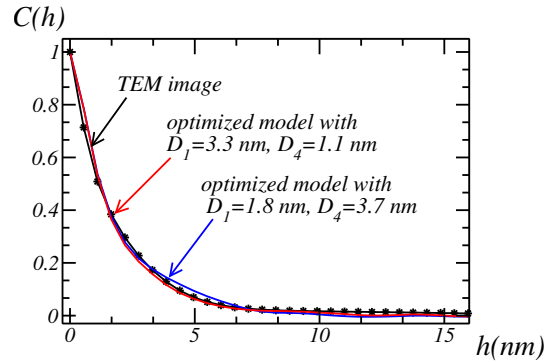 C(h)
1
0.8
0.6
0.4
0.2
0
TEM image
optimized model with
D₁=3.3 nm, D₄=1.1 nm
optimized model with
D₁=1.8 nm, D₄=3.7 nm
0 5 10 15
h(nm)